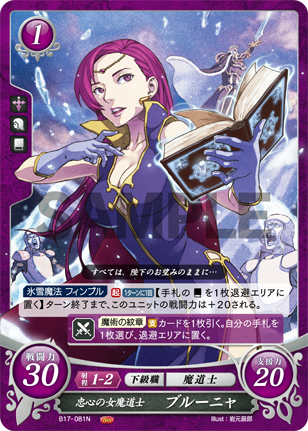 1
SAMPLE
すべては、陛下のお望みのままに…
氷雪魔法 フィンブル 起 1ターンに1回 【手札の■を1枚退避エリアに
置く】ターン終了まで、このユニットの戦闘力は+20される。
魔術の紋章 支 カードを1枚引く。自分の手札を
1枚選び、退避エリアに置く。
戦闘力 30
射程 1-2 下級職 魔道士
支援力 20
忠心の女魔道士 ブルーニャ
B17-081N
Illust:岩元辰郎